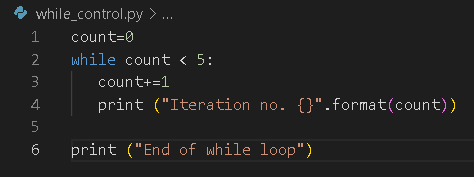 while_control.py > ...
1 count=0
2 while count < 5:
3     count+=1
4     print ("Iteration no. {}".format(count))
5
6 print ("End of while loop")